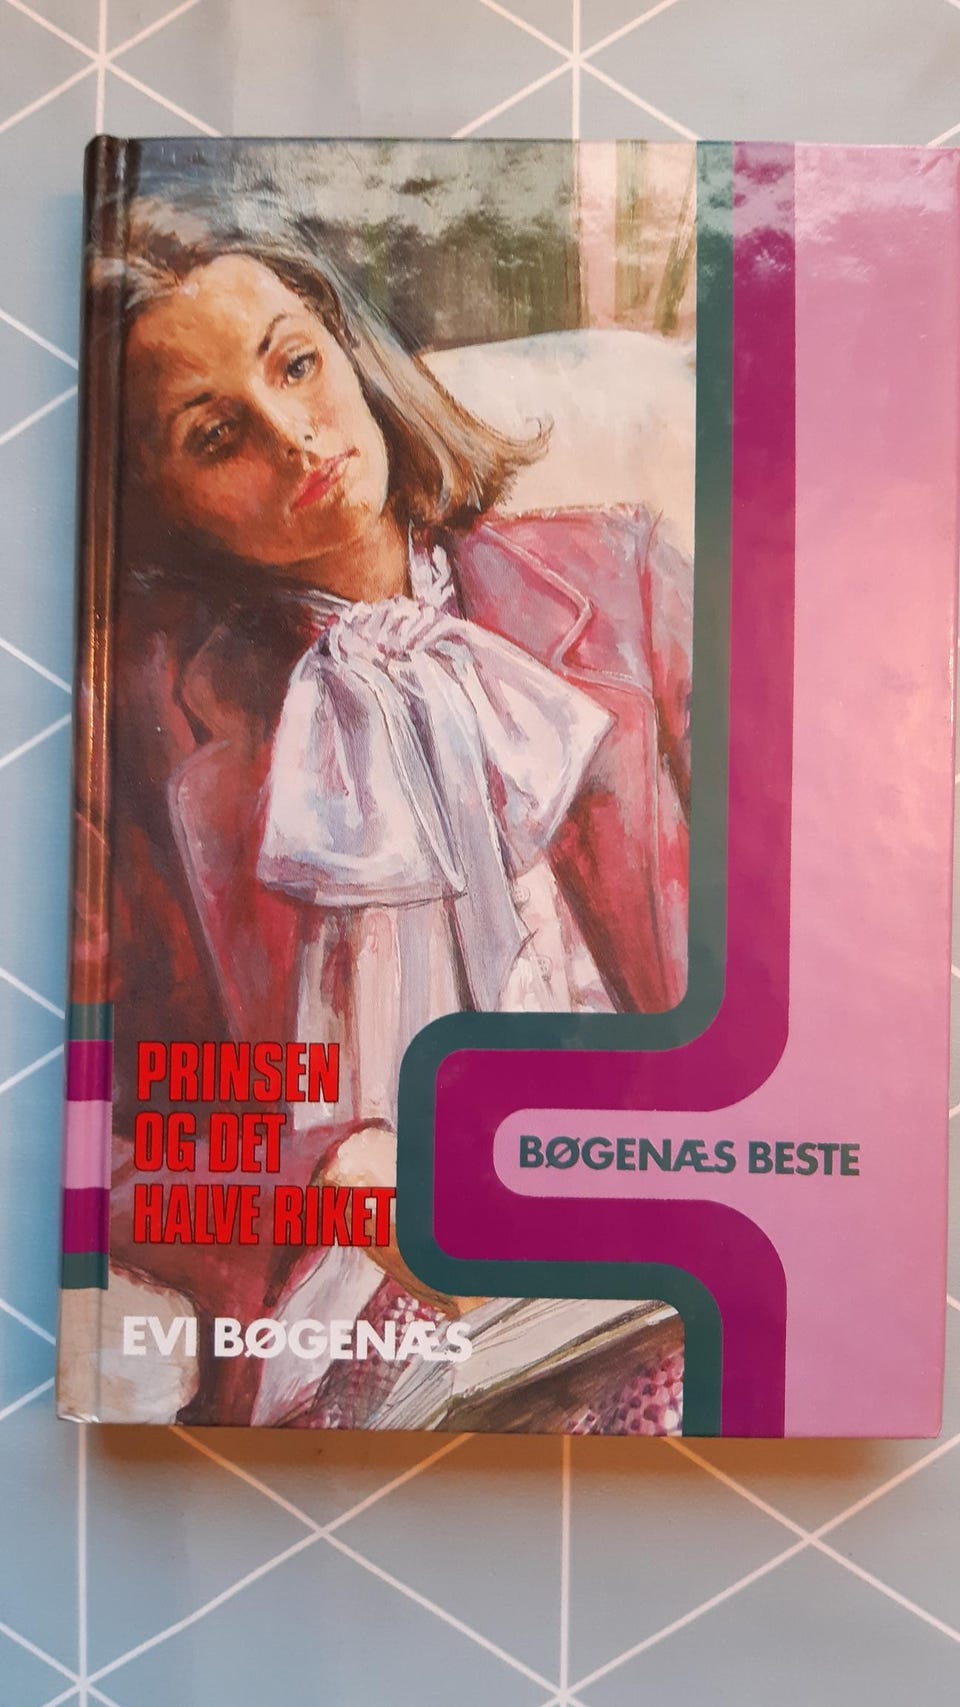 PRINSEN
OG DET
HALVE RIKET
BØGENÆS BESTE
EVI BØGENÆS